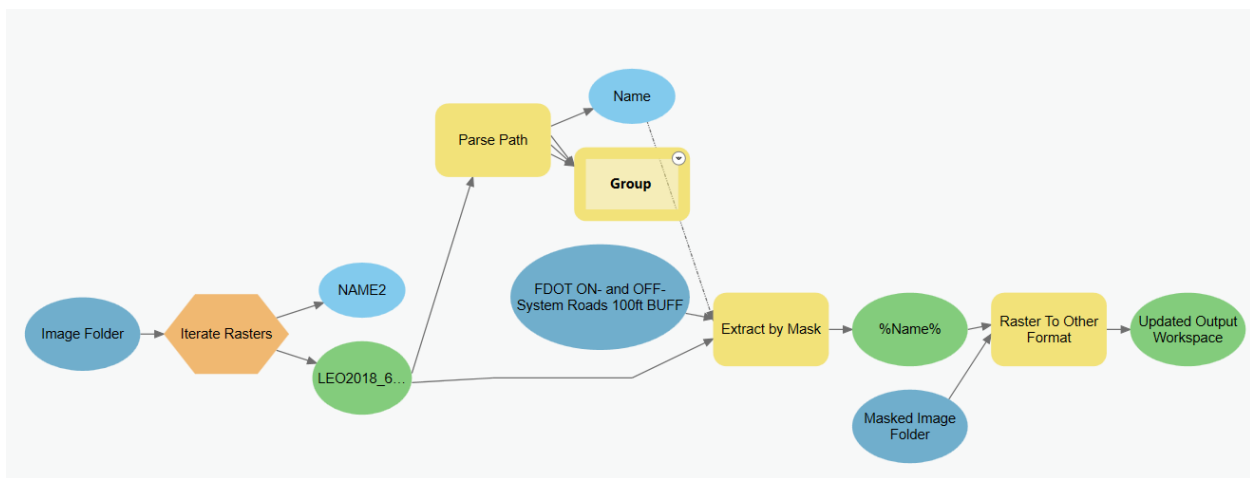 Name
Parse Path
Group
FDOT ON- and OFF-
System Roads 100ft BUFF
NAME2
Image Folder
Iterate Rasters
LEO2018_6...
Extract by Mask
%Name%
Raster To Other
Format
Updated Output
Workspace
Masked Image
Folder